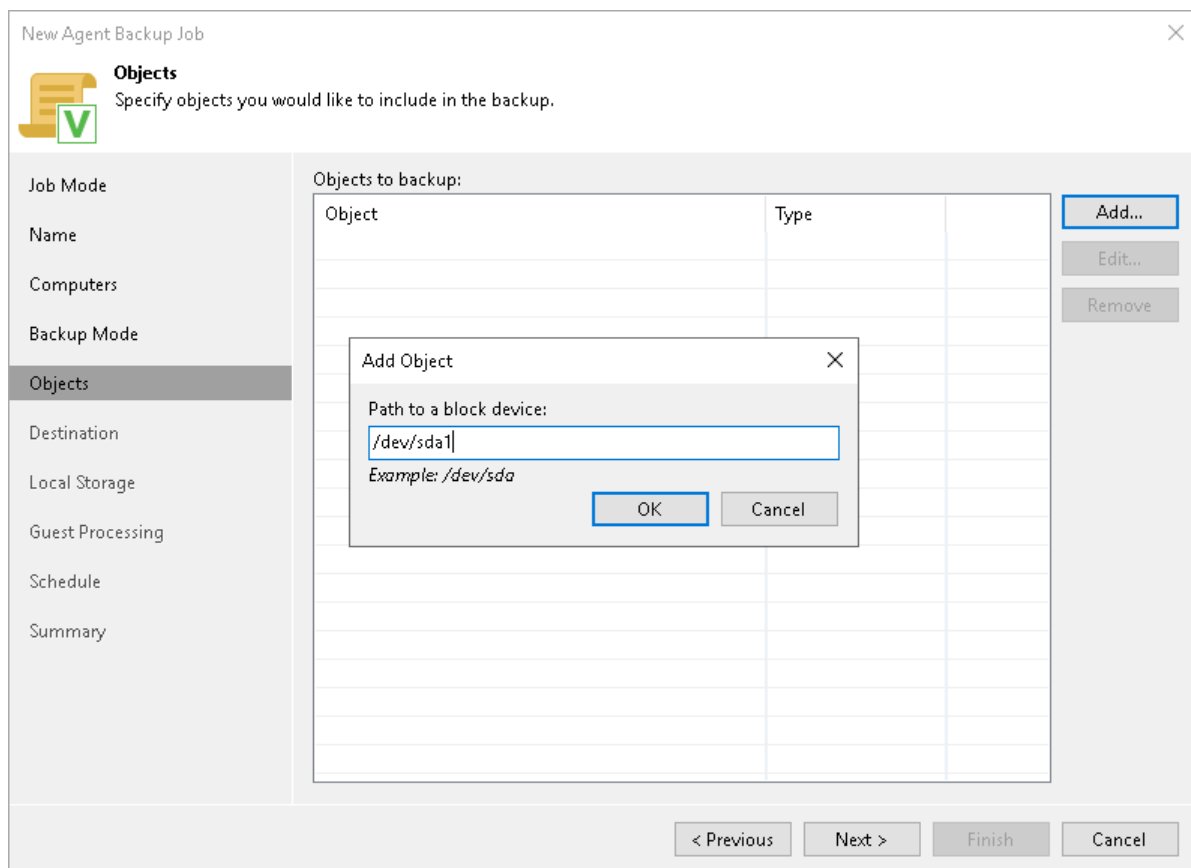 New Agent Backup Job
Objects
Specify objects you would like to include in the backup.
V
Job Mode
Name
Computers
Backup Mode
Objects
Destination
Local Storage
Guest Processing
Schedule
Summary
Objects to backup:
Object Type
Add...
Edit...
Remove
Add Object
Path to a block device:
/dev/sda1
Example: /dev/sda
OK Cancel
< Previous Next > Finish Cancel